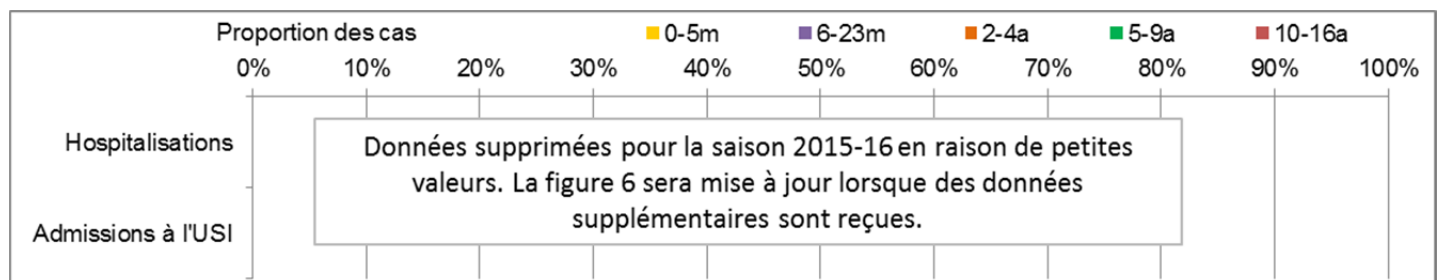 Proportion des cas 0-5m 6-23m 2-4a 5-9a 10-16a
0% 10% 20% 30% 40% 50% 60% 70% 80% 90% 100%
Hospitalisations
Données supprimées pour la saison 2015-16 en raison de petites
valeurs. La figure 6 sera mise à jour lorsque des données
supplémentaires sont reçues.
Admissions à l'USI